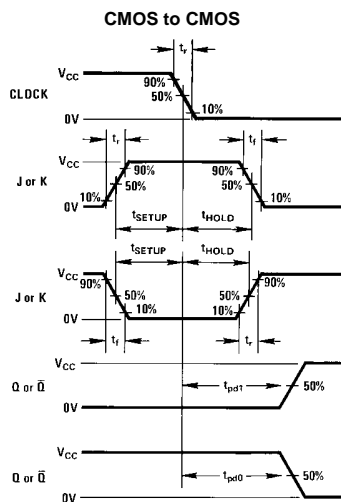 CMOS to CMOS
tr
VCC
90%
CLOCK
50%
10%
0V
tr
tf
VCC
90%
90%
J or K
50%
50%
10%
10%
0V
tSETUP
tHOLD
tSETUP
tHOLD
VCC
90%
90%
J or K
50%
50%
10%
10%
0V
tf
tr
VCC
Q or Q̅
tpd1
50%
0V
VCC
tpd0
50%
Q or Q̅
0V